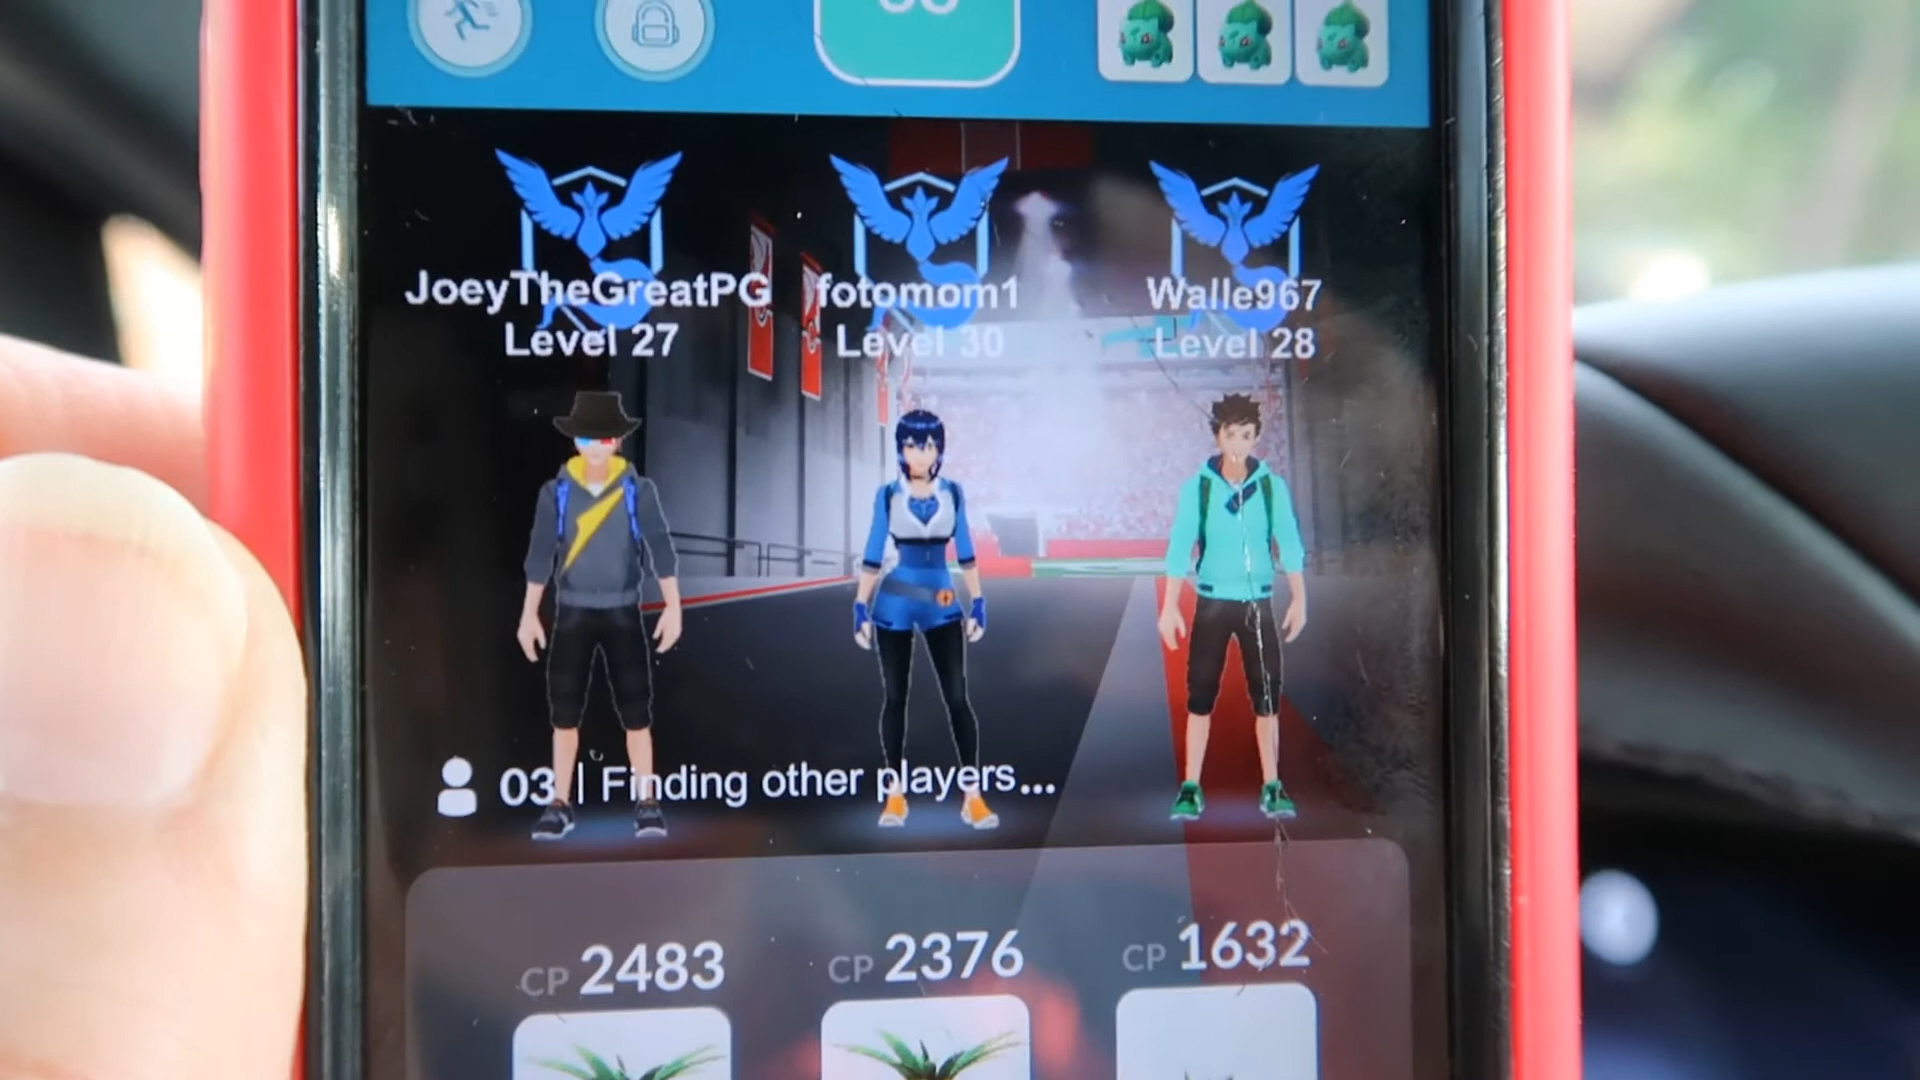 JoeyTheGreatPG
Level 27
fotomom1
Level 30
Walle967
Level 28
03 | Finding other players...
CP 2483
CP 2376
CP 1632